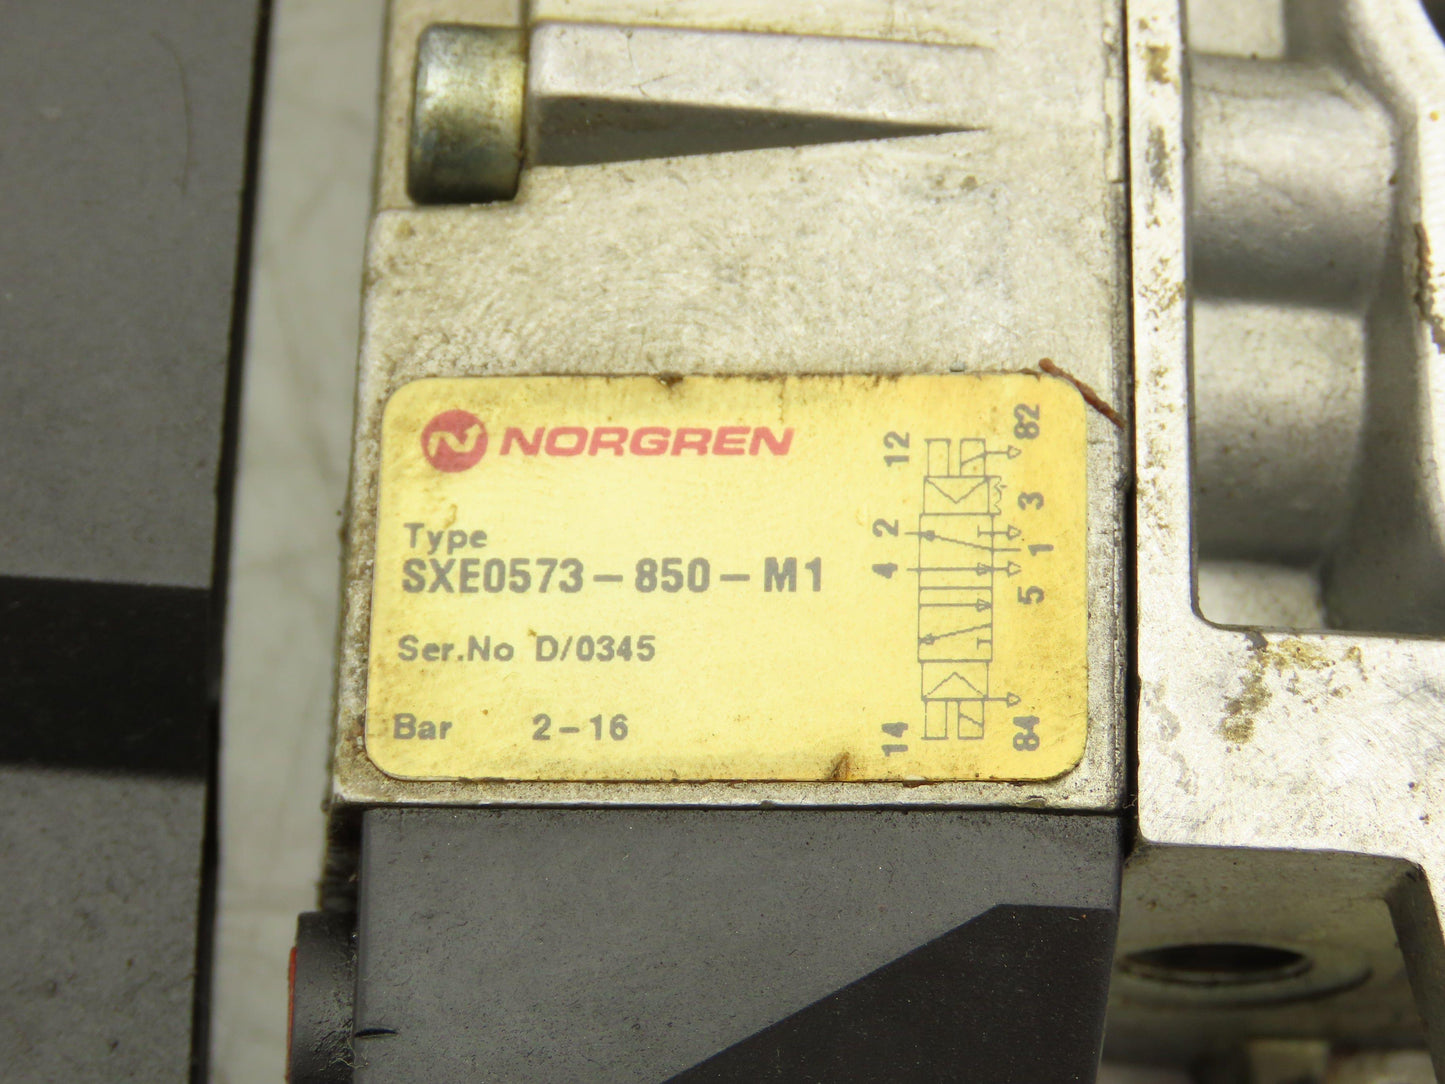 NORGREN
Type
SXE0573-850-M1
Ser.No D/0345
Bar 2-16
12 82
3
2 1
4 5
14 84